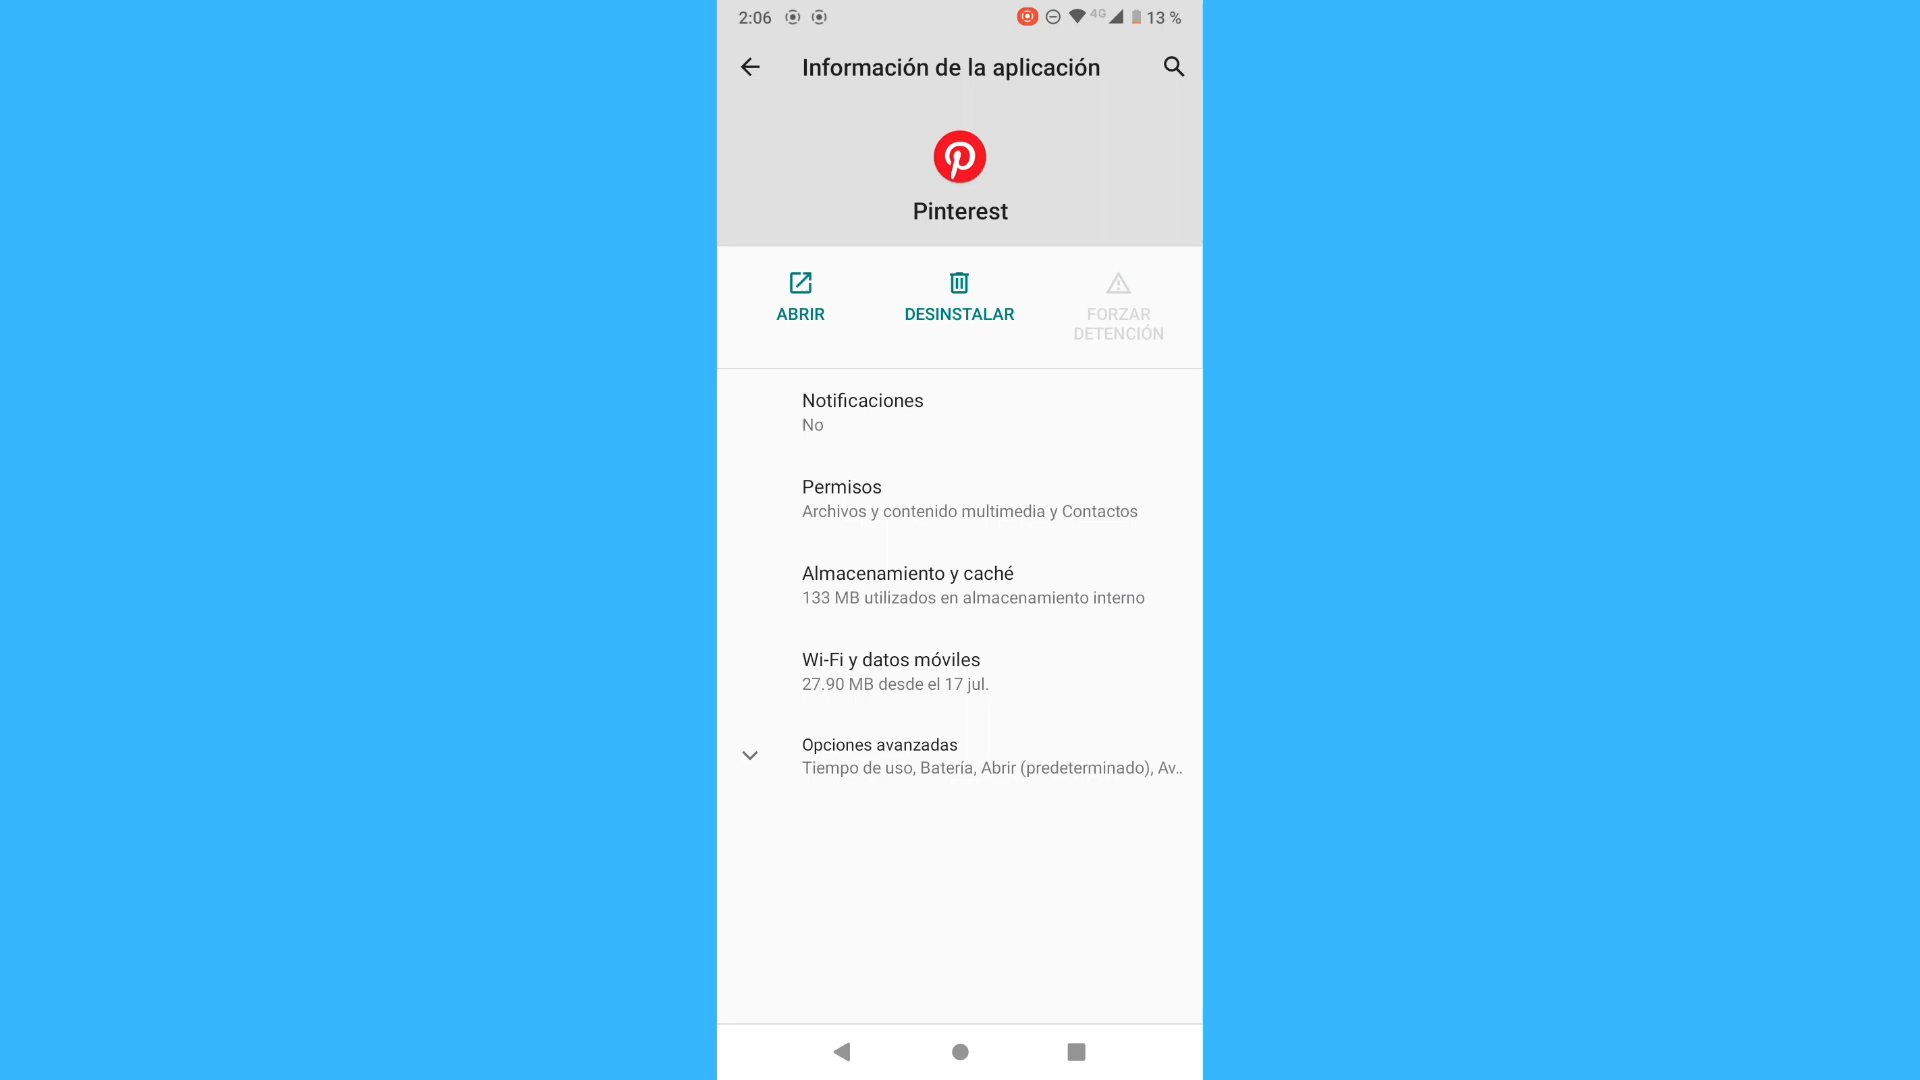 2:06
4G
13 %
Información de la aplicación
Pinterest
ABRIR
DESINSTALAR
FORZAR
DETENCIÓN
Notificaciones
No
Permisos
Archivos y contenido multimedia y Contactos
Almacenamiento y caché
133 MB utilizados en almacenamiento interno
Wi-Fi y datos móviles
27.90 MB desde el 17 jul.
Opciones avanzadas
Tiempo de uso, Batería, Abrir (predeterminado), Av..